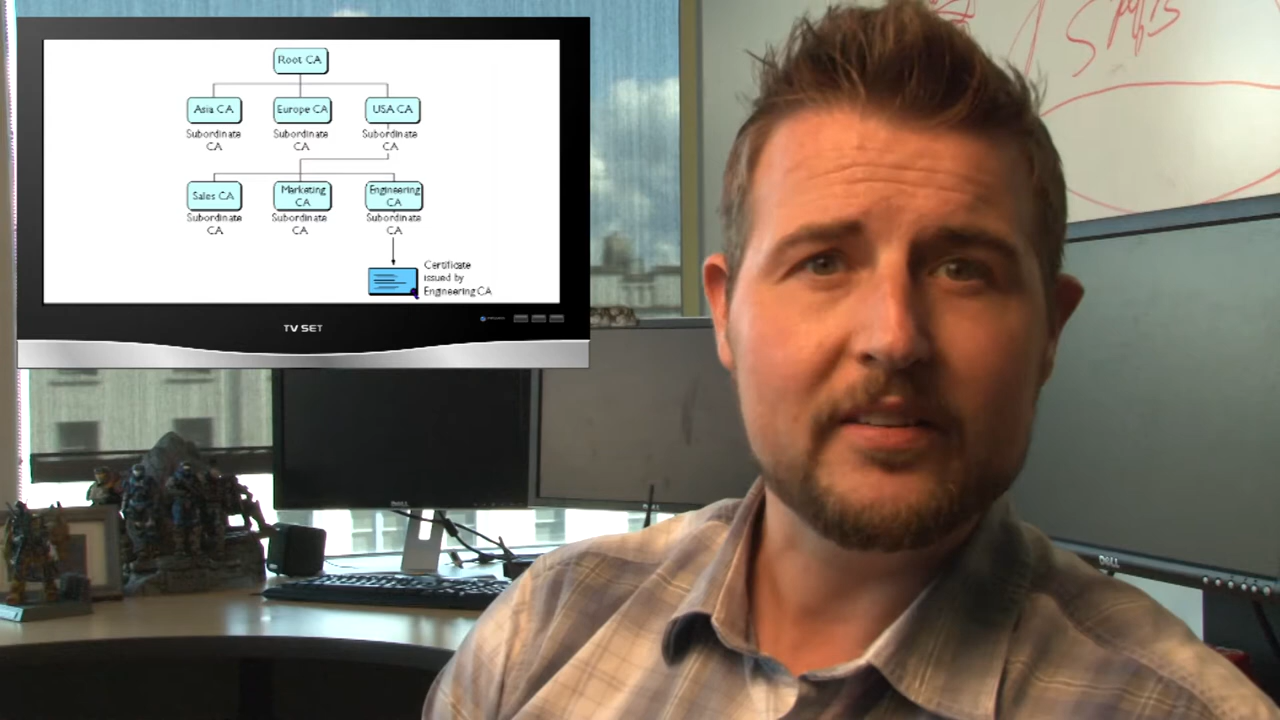 Root CA
Asia CA
Europe CA
USA CA
Subordinate
CA
Subordinate
CA
Subordinate
CA
Sales CA
Marketing
CA
Engineering
CA
Subordinate
CA
Subordinate
CA
Subordinate
CA
Certificate
issued by
Engineering CA
TV SET
DELL
DELL
DELL